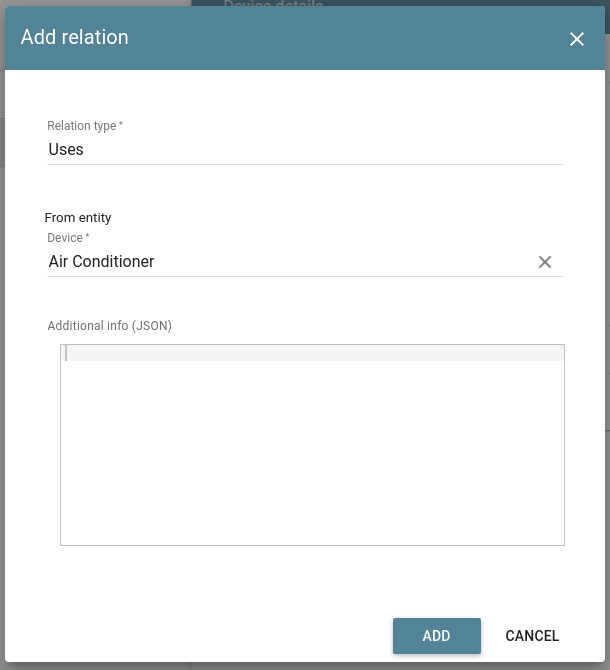 Device details
Add relation
Relation type *
Uses
From entity
Device *
Air Conditioner
Additional info (JSON)
ADD CANCEL